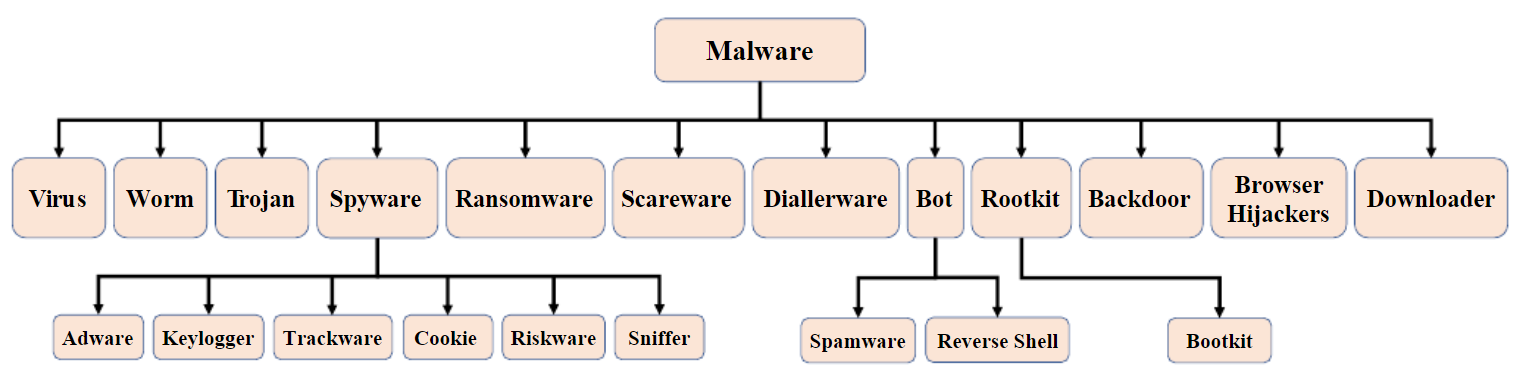 Malware
Virus
Worm
Trojan
Spyware
Ransomware
Scareware
Diallerware
Bot
Rootkit
Backdoor
Browser
Hijackers
Downloader
Adware
Keylogger
Trackware
Cookie
Riskware
Sniffer
Spamware
Reverse Shell
Bootkit